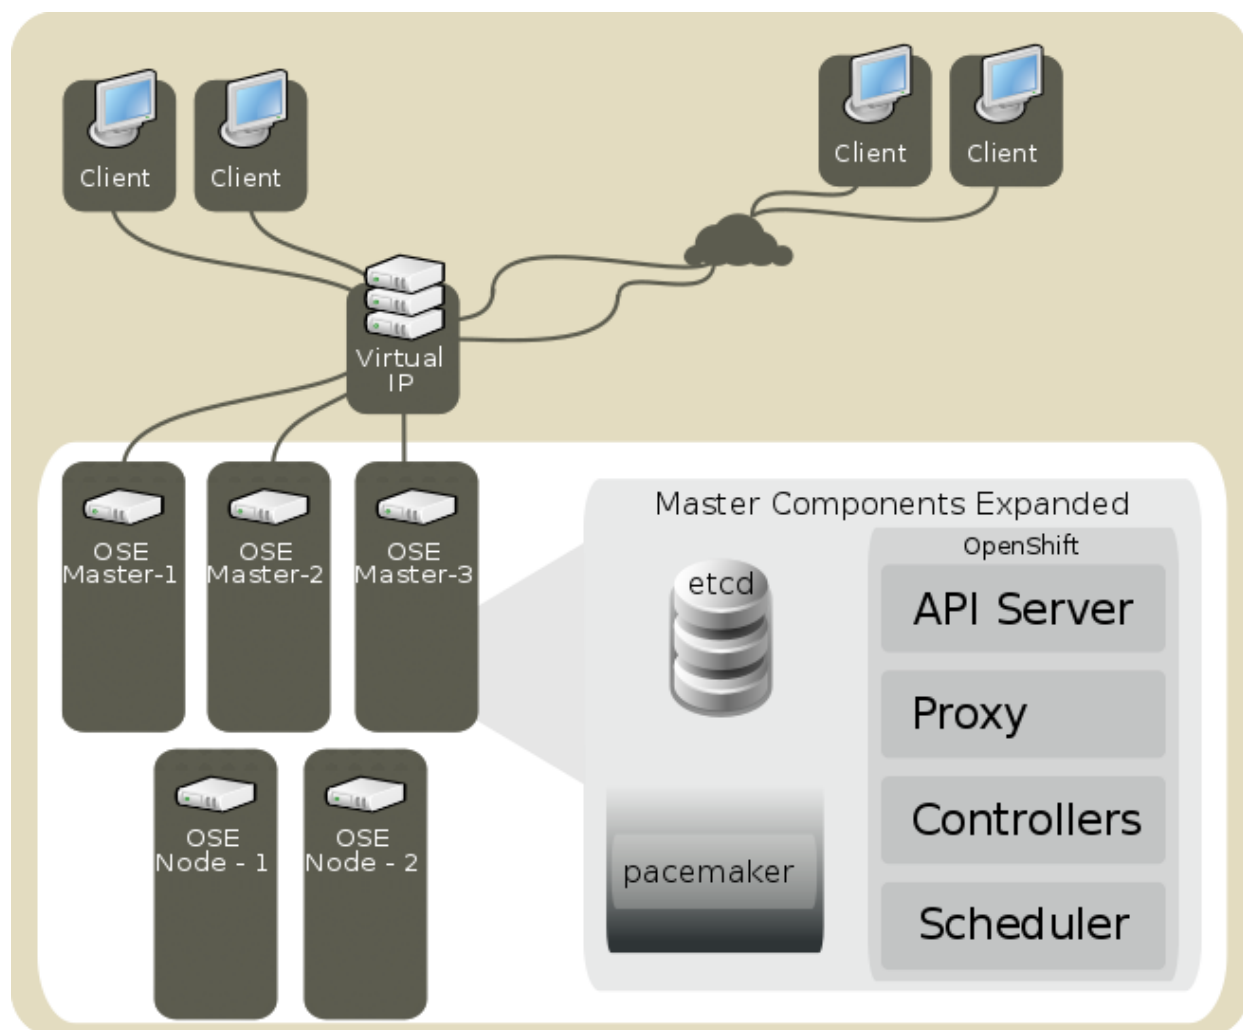 Client
Client
Client
Client
Virtual
IP
OSE
Master-1
OSE
Master-2
OSE
Master-3
Master Components Expanded
etcd
pacemaker
OpenShift
API Server
Proxy
Controllers
Scheduler
OSE
Node - 1
OSE
Node - 2